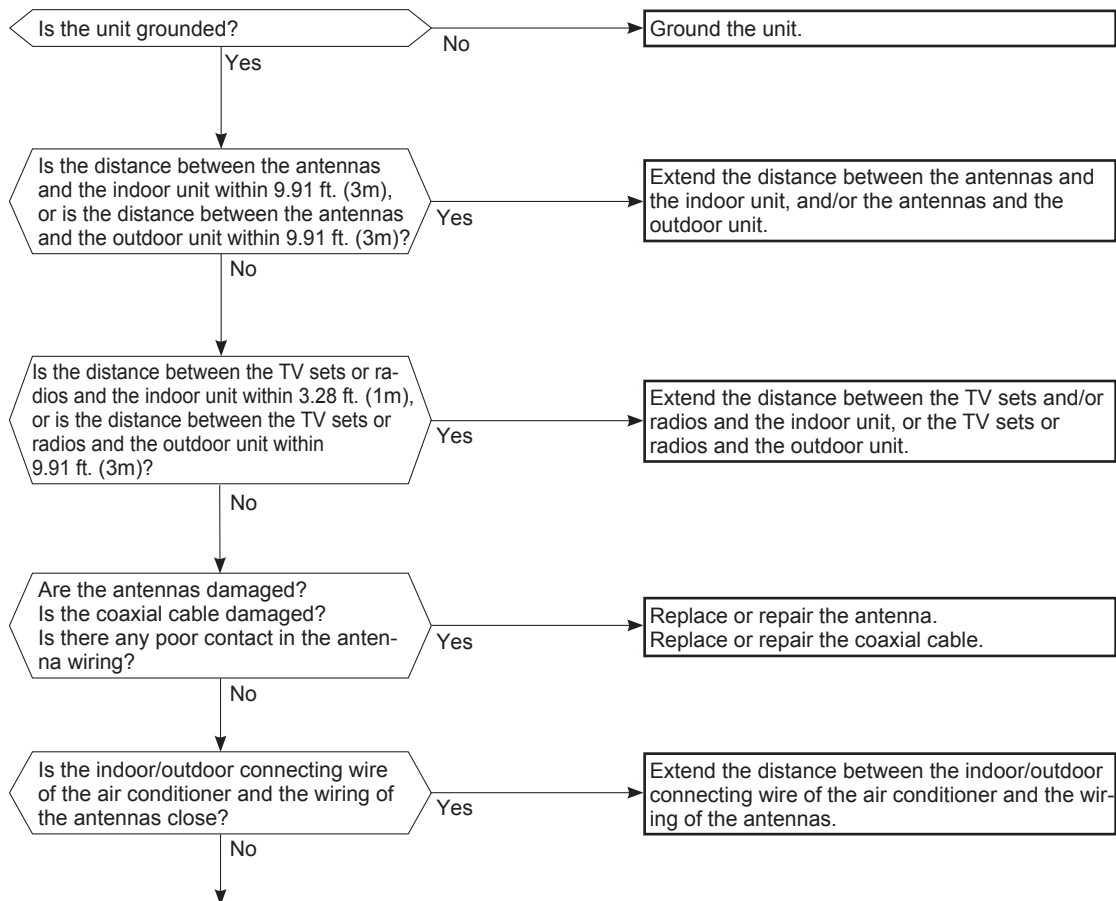 Is the unit grounded?
No
Ground the unit.
Yes
Is the distance between the antennas
and the indoor unit within 9.91 ft. (3m),
or is the distance between the antennas
and the outdoor unit within 9.91 ft. (3m)?
Yes
Extend the distance between the antennas and
the indoor unit, and/or the antennas and the
outdoor unit.
No
Is the distance between the TV sets or ra-
dios and the indoor unit within 3.28 ft. (1m),
or is the distance between the TV sets or
radios and the outdoor unit within
9.91 ft. (3m)?
Yes
Extend the distance between the TV sets and/or
radios and the indoor unit, or the TV sets or
radios and the outdoor unit.
No
Are the antennas damaged?
Is the coaxial cable damaged?
Is there any poor contact in the anten-
na wiring?
Yes
Replace or repair the antenna.
Replace or repair the coaxial cable.
No
Is the indoor/outdoor connecting wire
of the air conditioner and the wiring of
the antennas close?
Yes
Extend the distance between the indoor/outdoor
connecting wire of the air conditioner and the wir-
ing of the antennas.
No